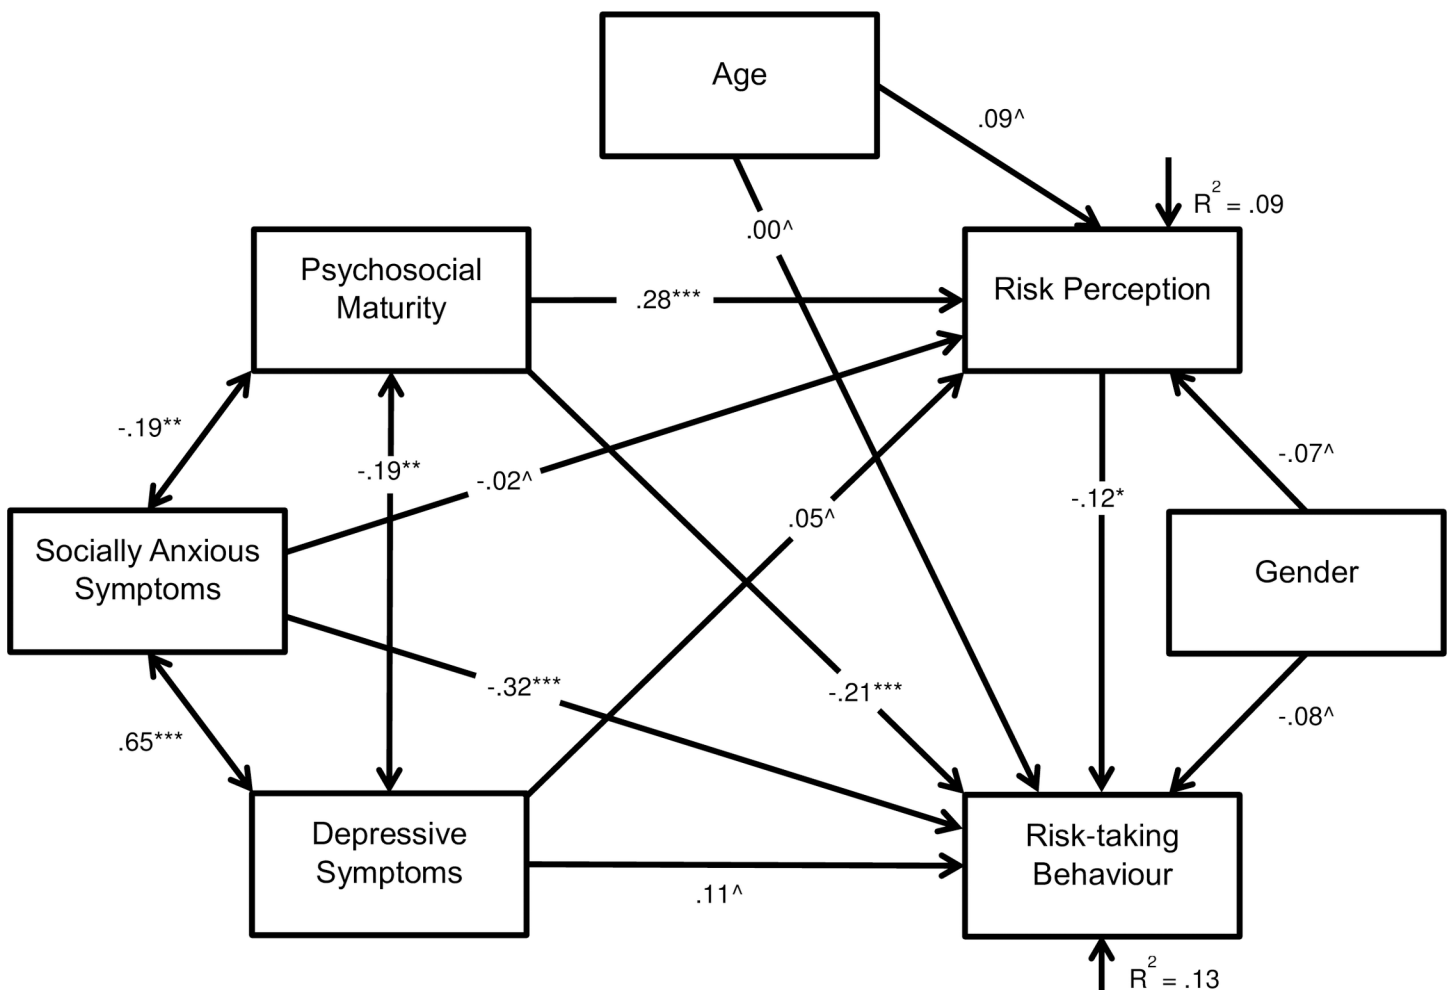 Age
.09^
R² = .09
.00^
Psychosocial
Maturity
.28***
Risk Perception
-.19**
-.19**
-.02^
.05^
-.12*
-.07^
Socially Anxious
Symptoms
Gender
-.32***
-.21***
-.08^
.65***
Depressive
Symptoms
.11^
Risk-taking
Behaviour
R² = .13